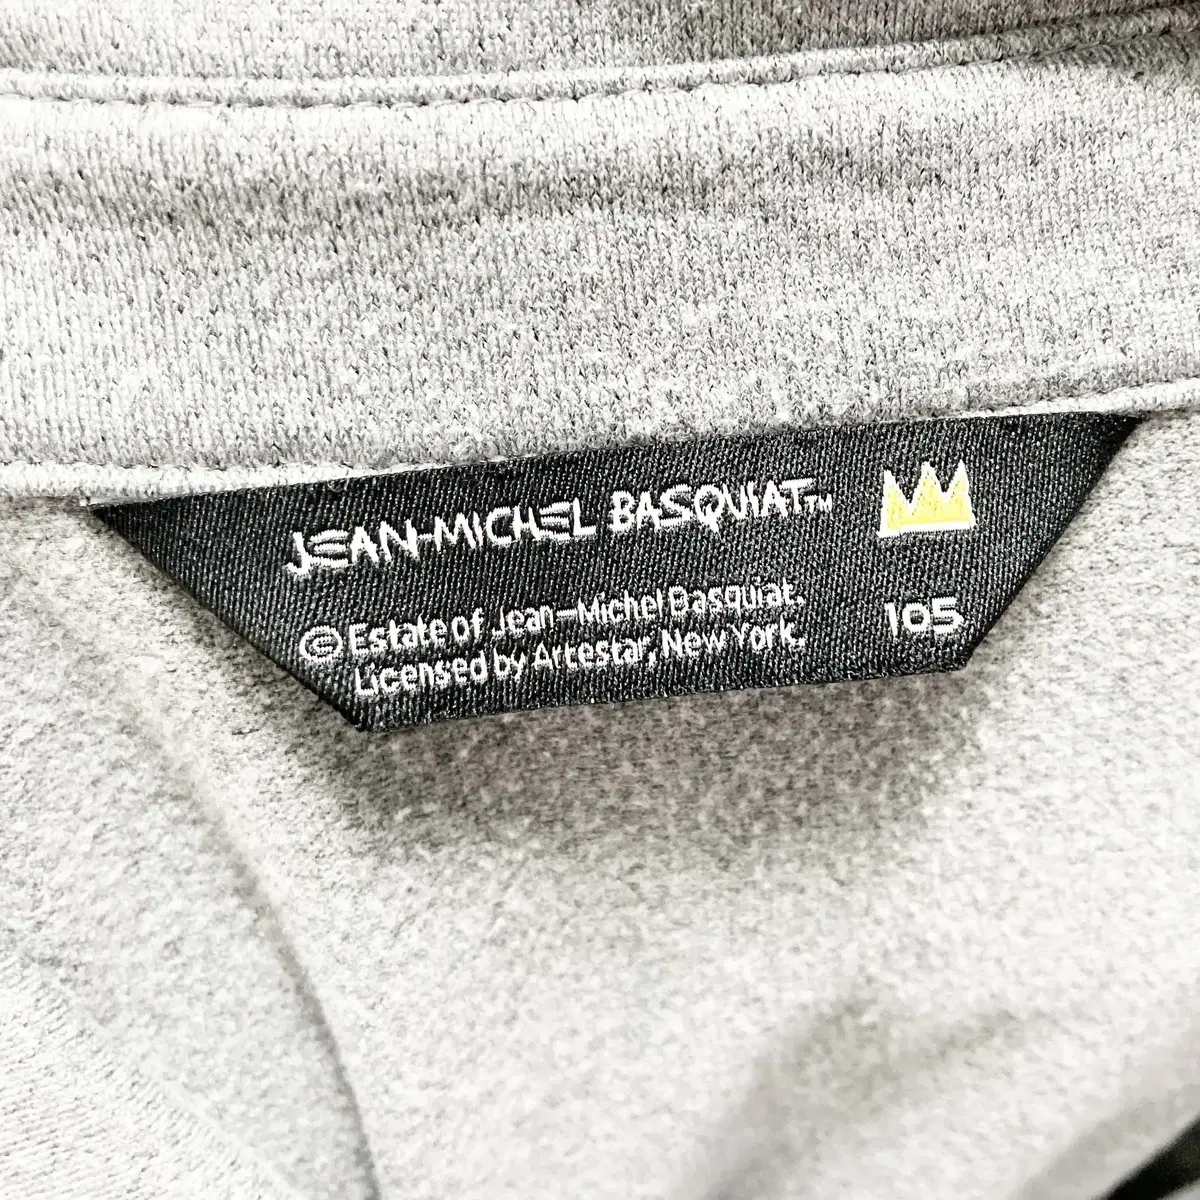 JEAN-MICHEL BASQUIAT™
© Estate of Jean-Michel Basquiat.
Licensed by Artestar, New York.
105